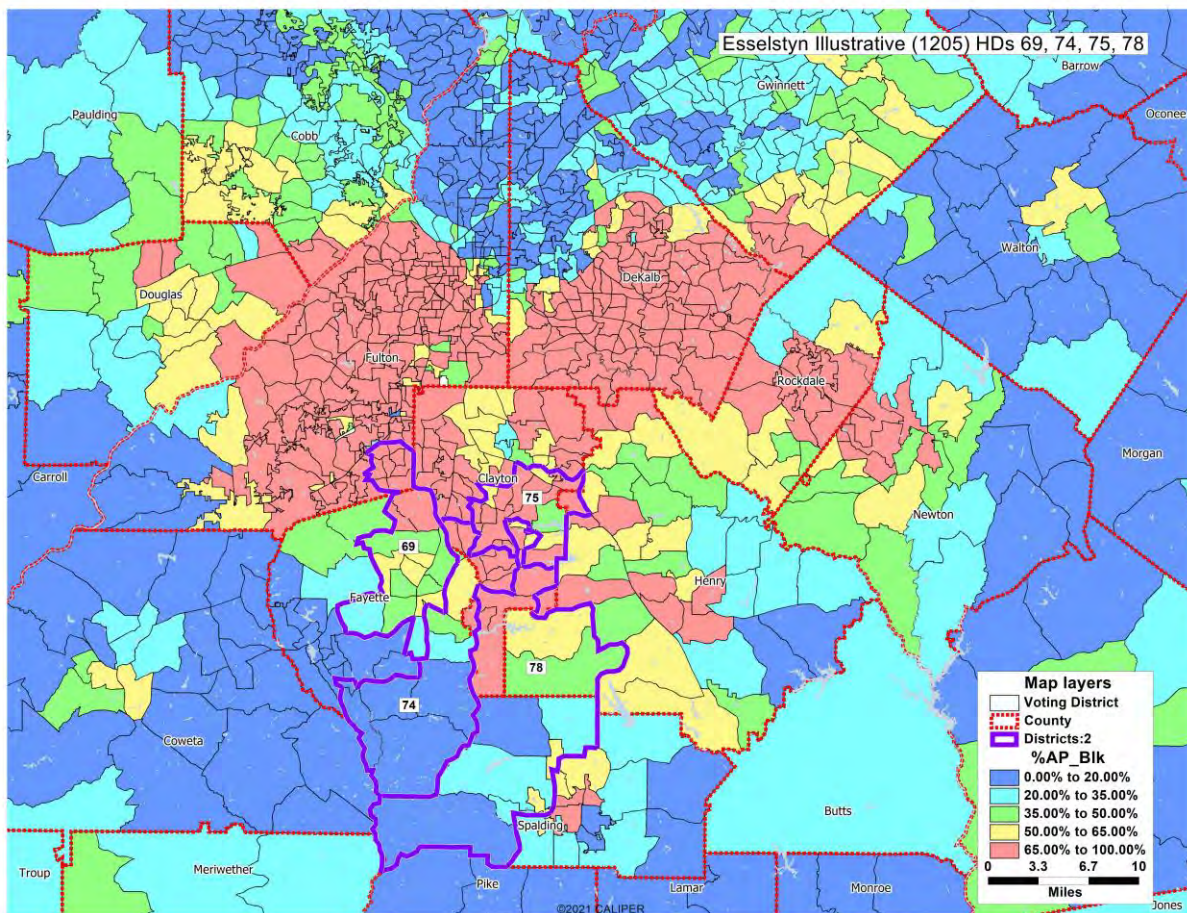 Esselstyn Illustrative (1205) HDs 69, 74, 75, 78
Barrow
Gwinnett
Oconee
Paulding
Cobb
Walton
DeKalb
Douglas
Fulton
Rockdale
Morgan
Carroll
Clayton
75
Newton
69
Henry
Fayette
78
74
Coweta
Butts
Spalding
Troup
Meriwether
Pike
Lamar
Monroe
Jones
Map layers
Voting District
County
Districts:2
%AP_Blk
0.00% to 20.00%
20.00% to 35.00%
35.00% to 50.00%
50.00% to 65.00%
65.00% to 100.00%
0 3.3 6.7 10
Miles
©2021 CALIPER